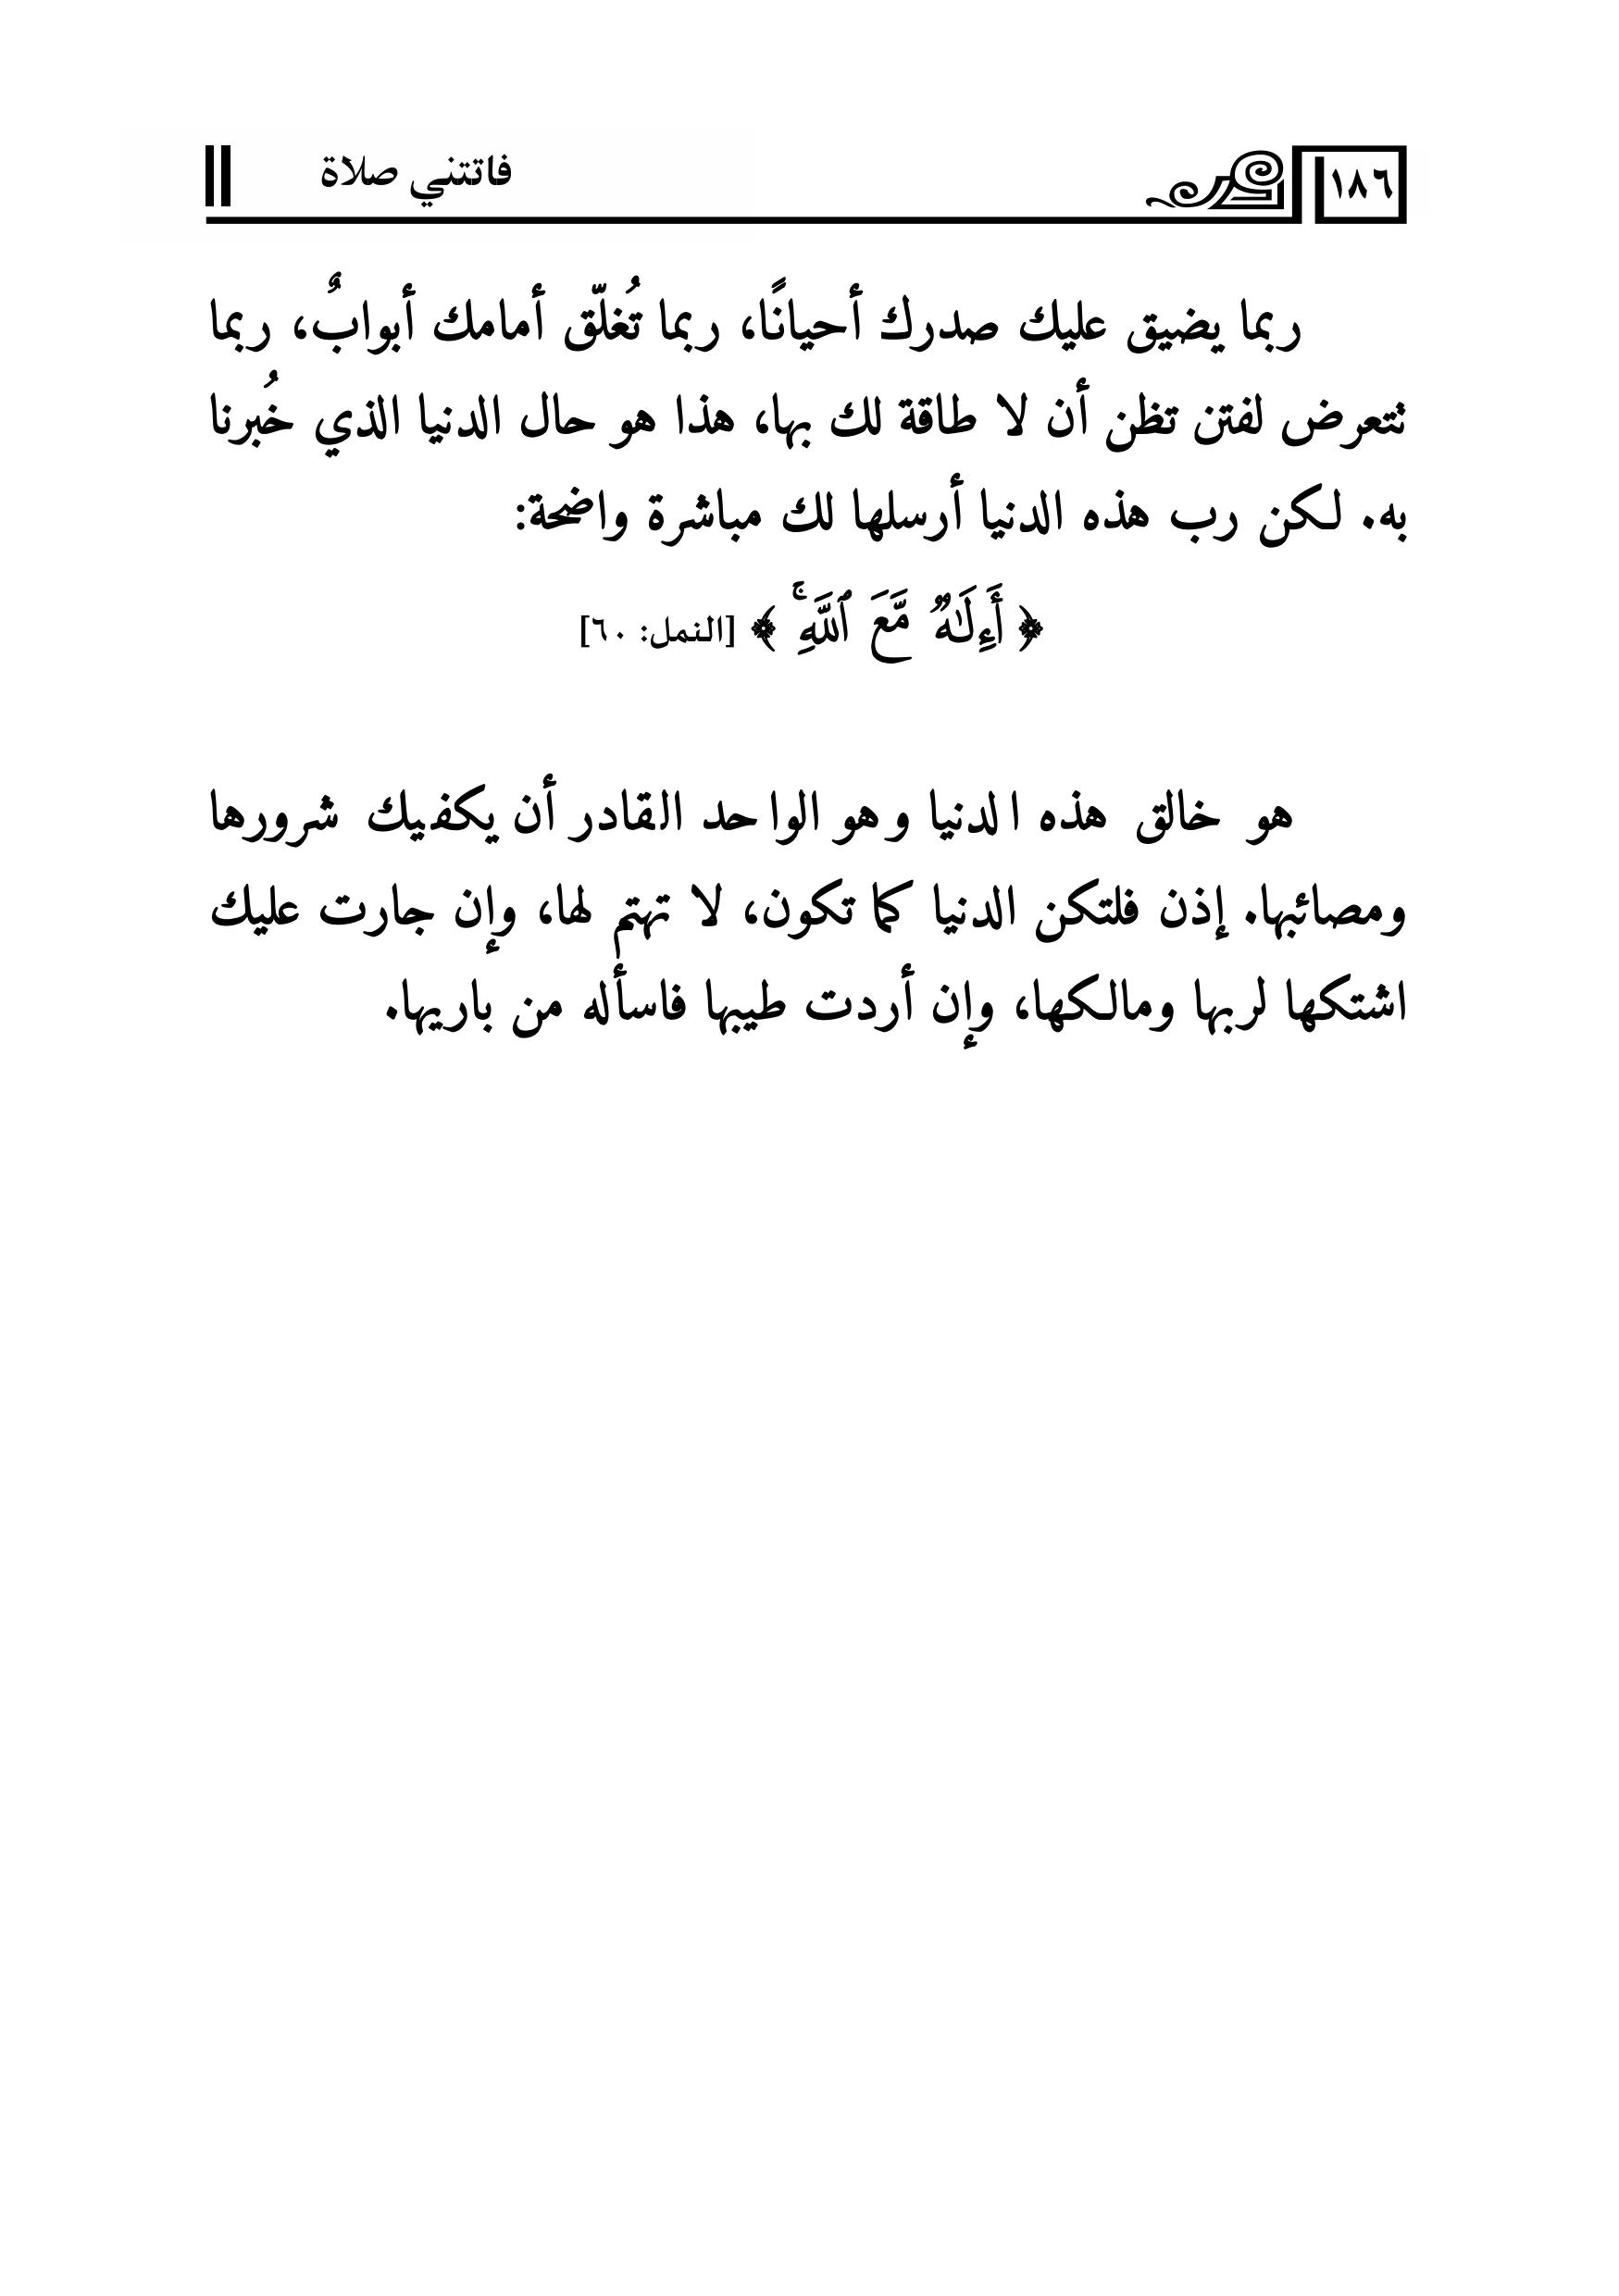 ١٨٦
فاتتني صلاة
ربما يضيق عليك صدرك أحيانًا، ربما تُغلّق أمامك أبوابٌ، ربما
تتعرض لفتن تظن أن لا طاقة لك بها، هذا هو حال الدنيا الذي خُبرنا
به. لكن رب هذه الدنيا أرسلها لك مباشرة واضحة:
﴿ أَءِلَٰهٌ مَّعَ ٱللَّهِۚ ﴾ [النمل: ٦٠]
هو خالق هذه الدنيا وهو الواحد القادر أن يكفيك شرورها
ومصائبها. إذن فلتكن الدنيا كما تكون، لا تهتم لها، وإن جارت عليك
اشتكها لربها ومالكها، وإن أردت طيبها فاسأله من باريها.